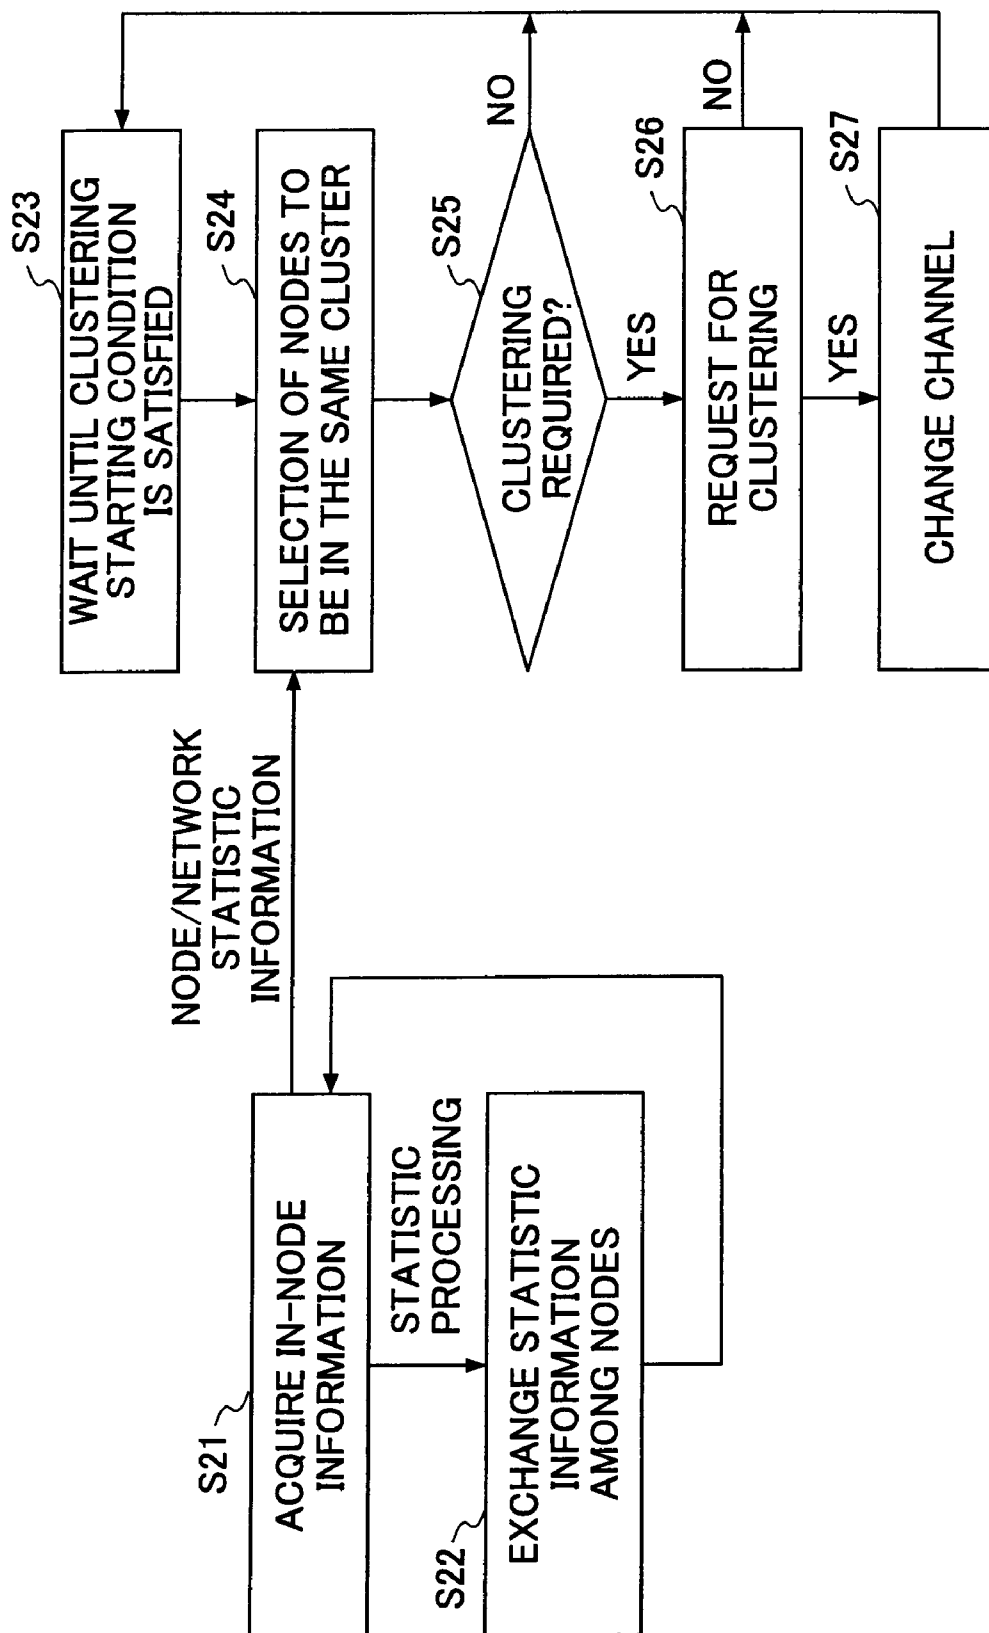 S21
ACQUIRE IN-NODE
INFORMATION
STATISTIC
PROCESSING
S22
EXCHANGE STATISTIC
INFORMATION
AMONG NODES
NODE/NETWORK
STATISTIC
INFORMATION
S23
WAIT UNTIL CLUSTERING
STARTING CONDITION
IS SATISFIED
S24
SELECTION OF NODES TO
BE IN THE SAME CLUSTER
S25
CLUSTERING
REQUIRED?
NO
YES
S26
REQUEST FOR
CLUSTERING
NO
YES
S27
CHANGE CHANNEL